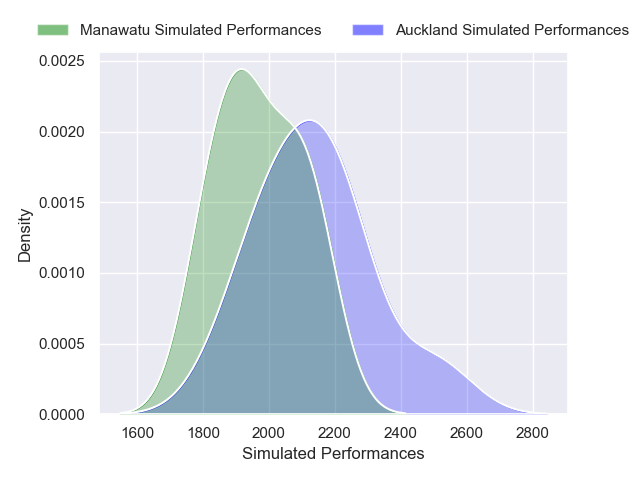 Manawatu Simulated Performances
Auckland Simulated Performances
0.0025
0.0020
0.0015
0.0010
0.0005
0.0000
Density
1600 1800 2000 2200 2400 2600 2800
Simulated Performances